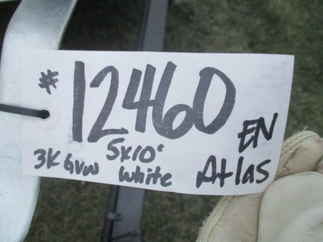 *12460
EN
5x10'
3K GVW White Atlas